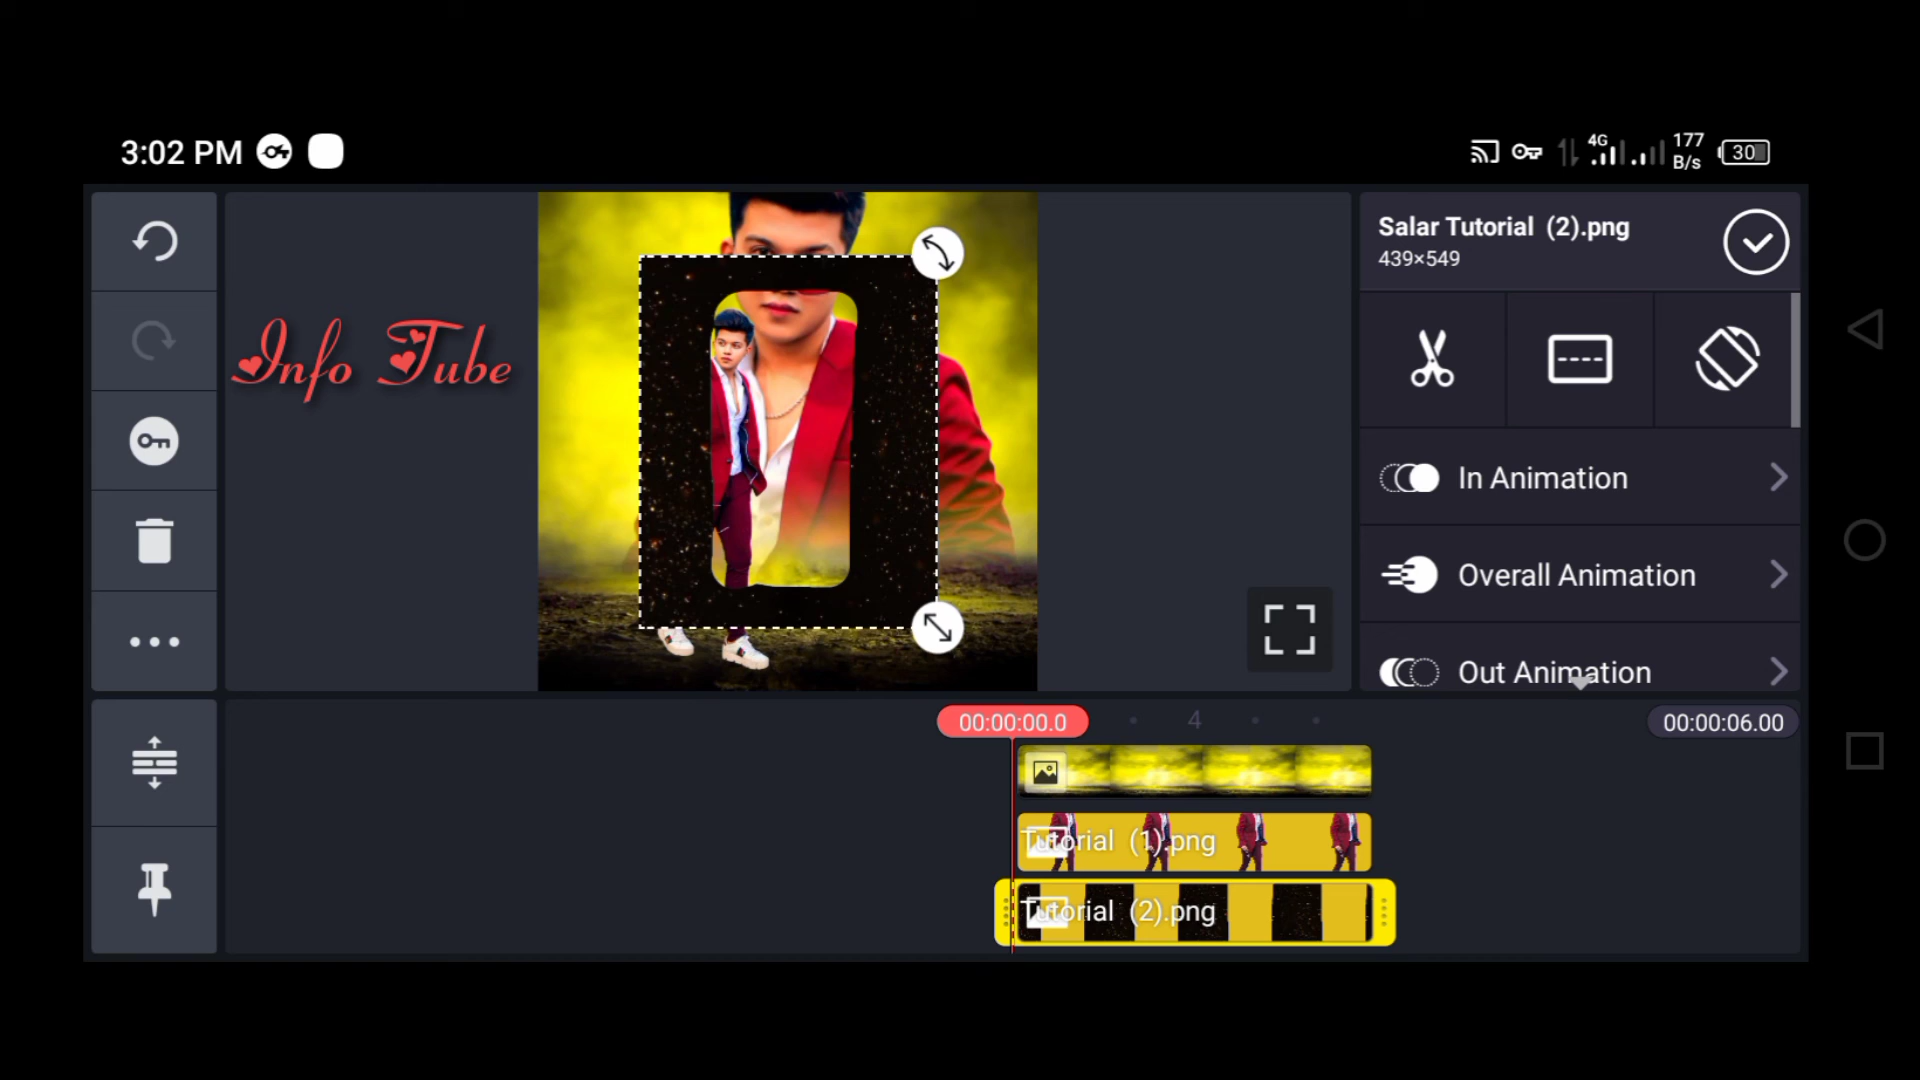 3:02 PM
4G
177
B/s
30
Info Tube
Salar Tutorial (2).png
439×549
In Animation
Overall Animation
Out Animation
00:00:00.0
4
00:00:06.00
Tutorial (1).png
Tutorial (2).png